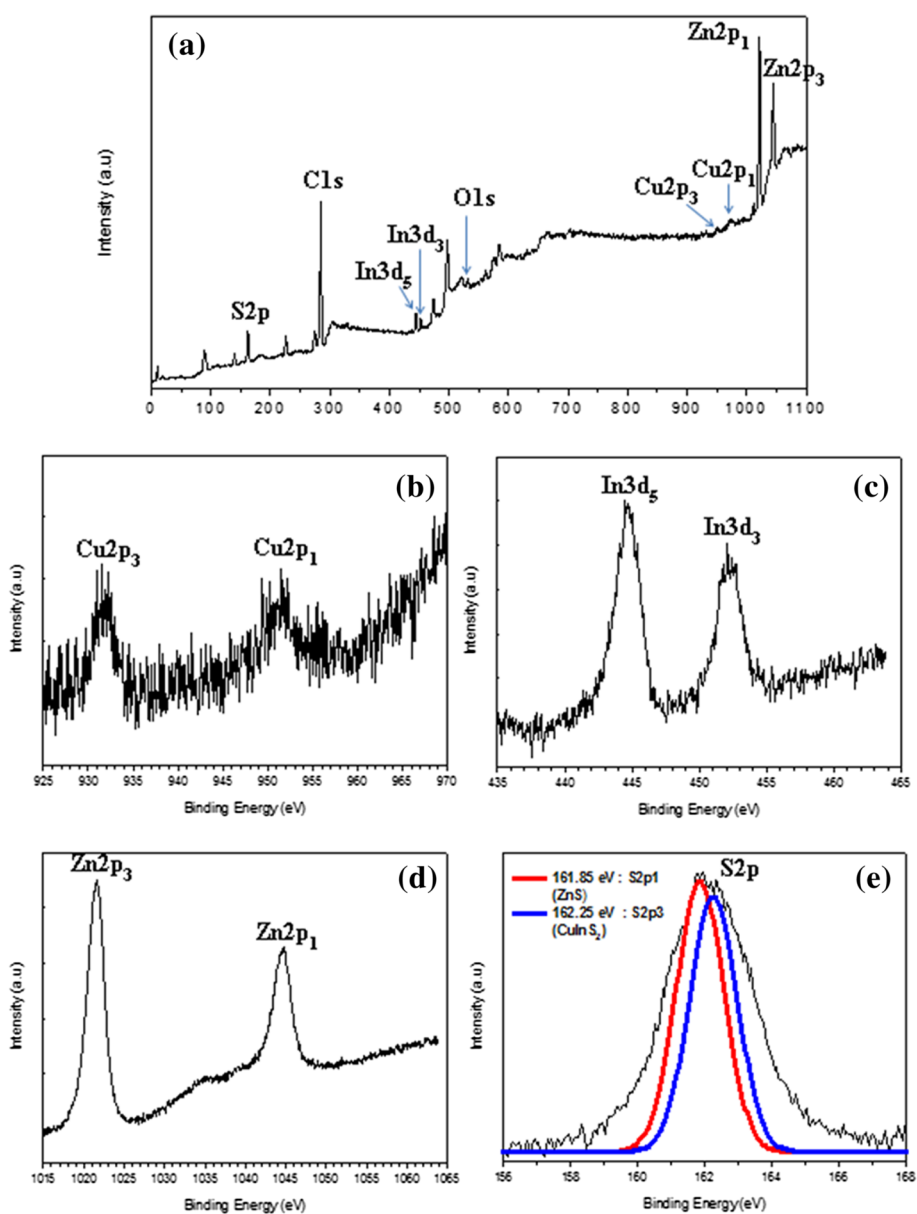 (a)
Zn2p1
Zn2p3
C1s
Cu2p1
Cu2p3
O1s
In3d3
In3d5
S2p
Intensity (a.u)
0 100 200 300 400 500 600 700 800 900 1000 1100
(b)
Cu2p3
Cu2p1
Intensity (a.u)
925 930 935 940 945 950 955 960 965 970
Binding Energy (eV)
(c)
In3d5
In3d3
Intensity (a.u)
435 440 445 450 455 460 465
Binding Energy (eV)
(d)
Zn2p3
Zn2p1
Intensity (a.u)
1015 1020 1025 1030 1035 1040 1045 1050 1055 1060 1065
Binding Energy (eV)
(e)
S2p
161.85 eV : S2p1
(ZnS)
162.25 eV : S2p3
(CuInS2)
Intensity (a.u)
156 158 160 162 164 166 168
Binding Energy (eV)